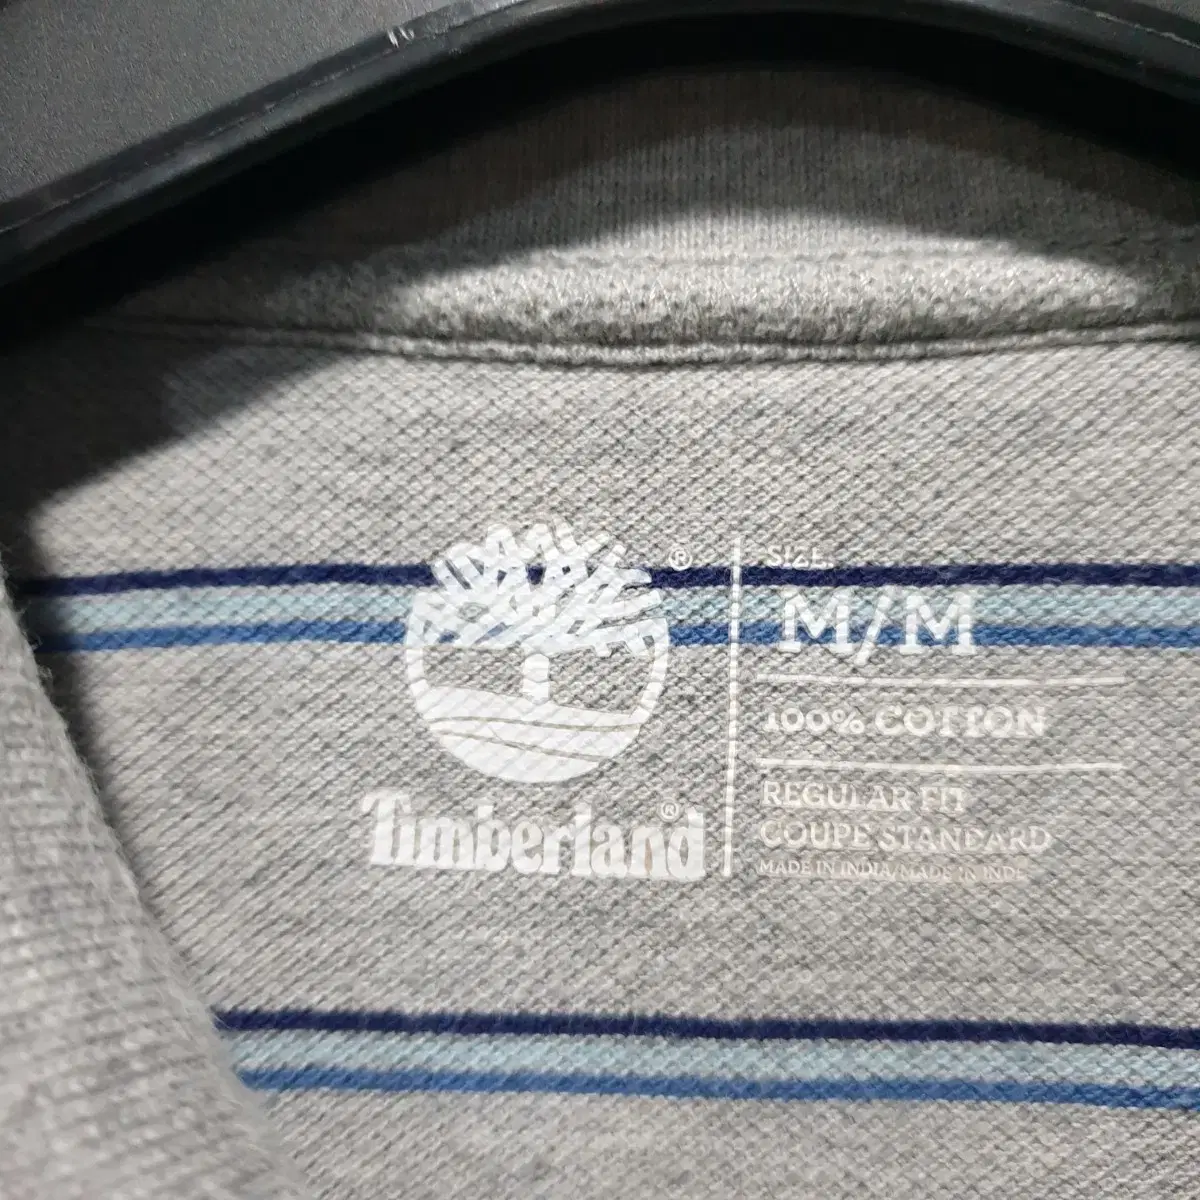 ®
Timberland®
SIZE
M/M
100% COTTON
REGULAR FIT
COUPE STANDARD
MADE IN INDIA/MADE IN INDE